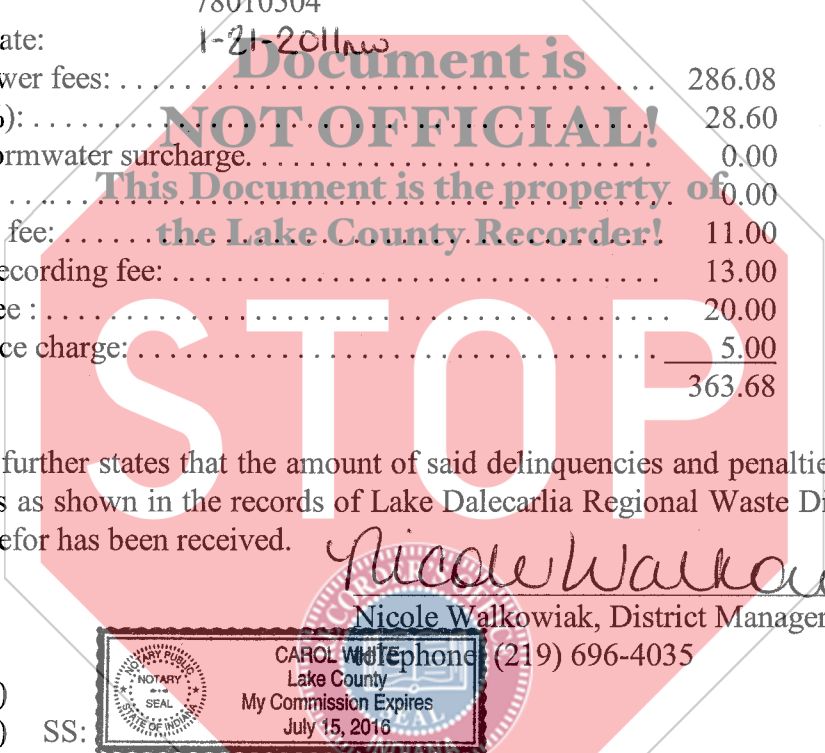 78010304
ate: 1-21-2011nw
Document is
wer fees: . . . . . . . . . . . . . . . . . . . . . . . . . . . . . . . . . . . . . . . . . . . . . . . 286.08
NOT OFFICIAL!
): . . . . . . . . . . . . . . . . . . . . . . . . . . . . . . . . . . . . . . . . . . . . . . . . . . . . . 28.60
ormwater surcharge. . . . . . . . . . . . . . . . . . . . . . . . . . . . . . . . . . . 0.00
This Document is the property of
. . . . . . . . . . . . . . . . . . . . . . . . . . . . . . . . . . . . . . . . . . . . . . . . . . . . . . 0.00
the Lake County Recorder!
fee: . . . . . . . . . . . . . . . . . . . . . . . . . . . . . . . . . . . . . . . . . . . . . . . . . . . 11.00
ecording fee: . . . . . . . . . . . . . . . . . . . . . . . . . . . . . . . . . . . . . . . . . . 13.00
ee : . . . . . . . . . . . . . . . . . . . . . . . . . . . . . . . . . . . . . . . . . . . . . . . . . . . . 20.00
ce charge: . . . . . . . . . . . . . . . . . . . . . . . . . . . . . . . . . . . . . . . . . . . . 5.00
363.68
STOP
further states that the amount of said delinquencies and penaltie
s as shown in the records of Lake Dalecarlia Regional Waste Di
efor has been received.
Nicole Walkow
Nicole Walkowiak, District Manager
Telephone (219) 696-4035
NOTARY PUBLIC
NOTARY
SEAL
STATE OF INDIANA
CAROL WHITE
Lake County
My Commission Expires
July 15, 2016
SEAL
INDIANA
)
) SS: